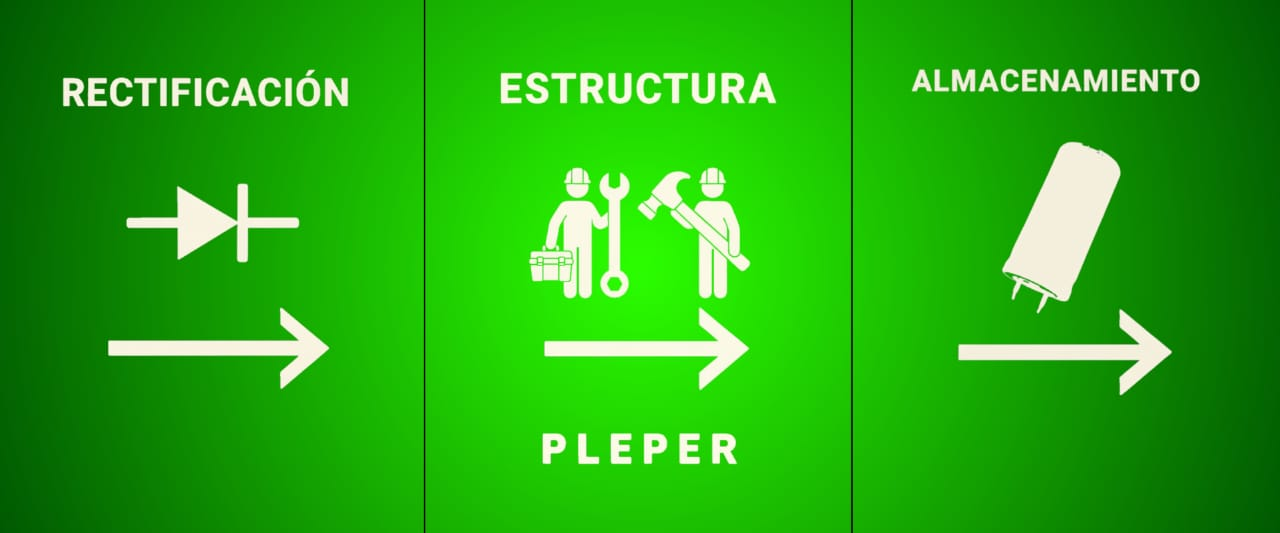 RECTIFICACIÓN
ESTRUCTURA
ALMACENAMIENTO
PLEPER